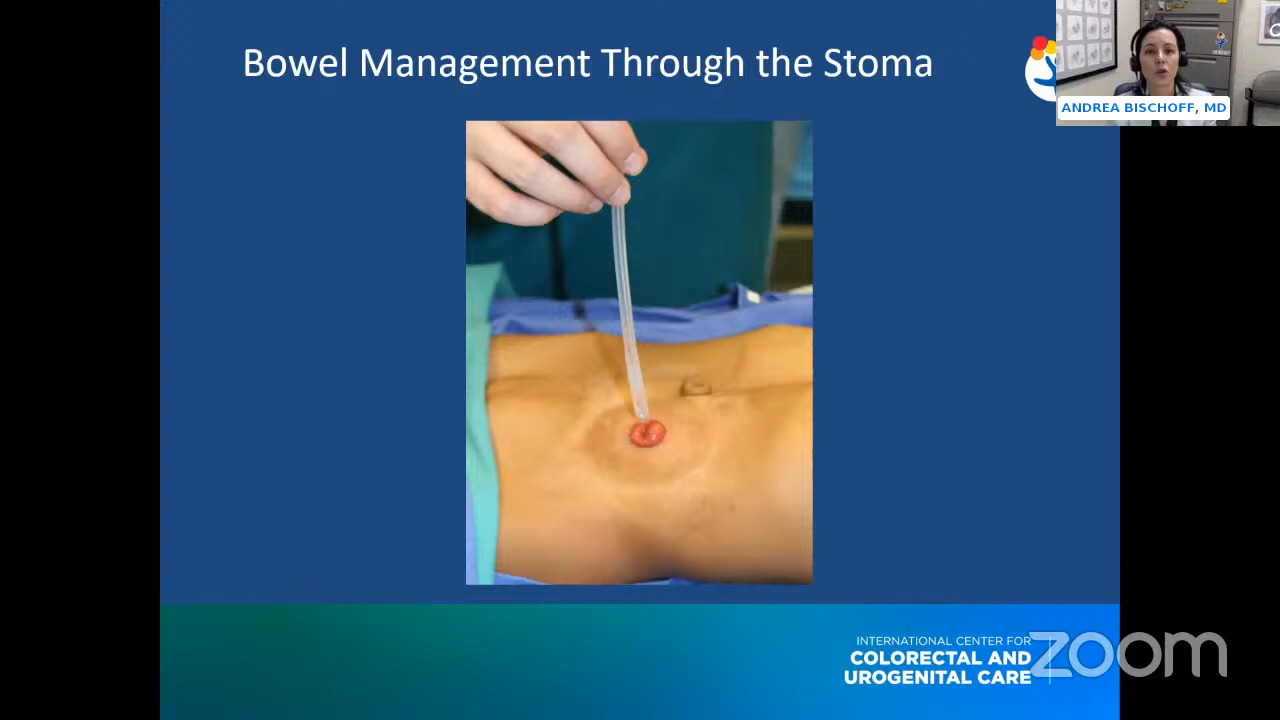 Bowel Management Through the Stoma
ANDREA BISCHOFF, MD
INTERNATIONAL CENTER FOR
COLORECTAL AND
UROGENITAL CARE
zoom